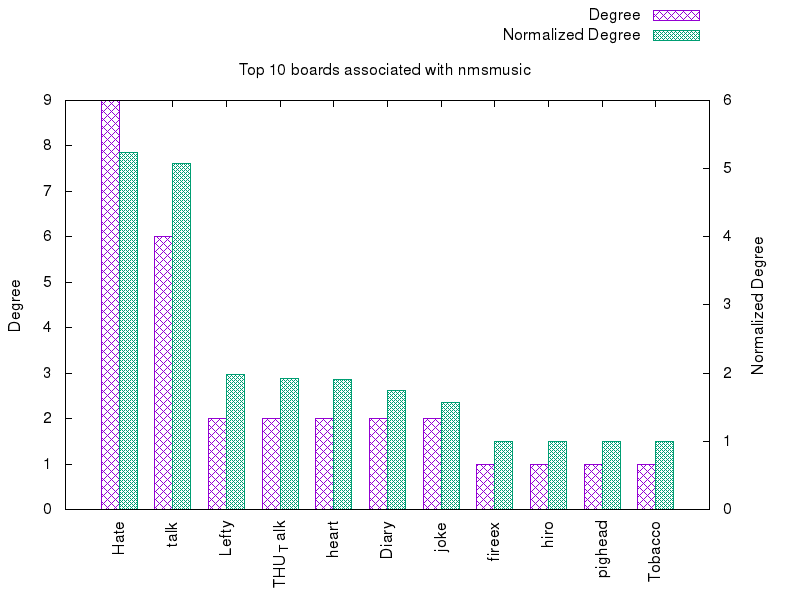 Degree
Normalized Degree
Top 10 boards associated with nmsmusic
9
8
7
6
5
4
3
2
1
0
6
5
4
3
2
1
0
Degree
Normalized Degree
Hate
talk
Lefty
THU_Talk
heart
Diary
joke
fireex
hiro
pighead
Tobacco